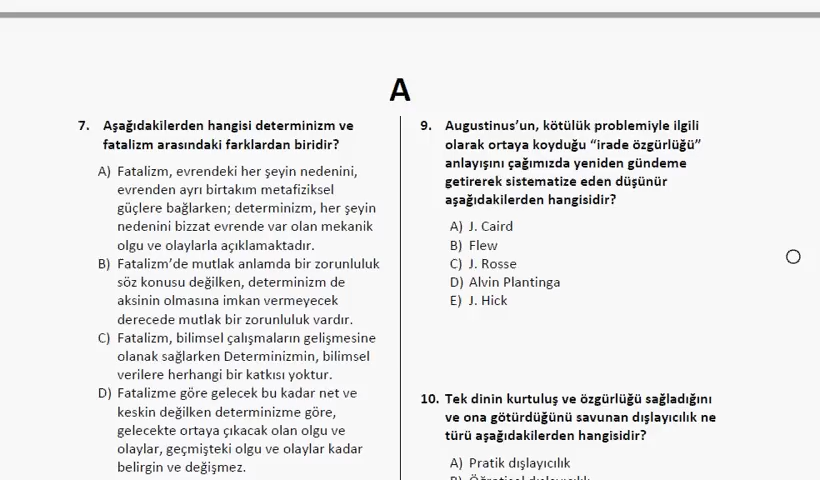 A
7. Aşağıdakilerden hangisi determinizm ve
fatalizm arasındaki farklardan biridir?
A) Fatalizm, evrendeki her şeyin nedenini,
evrenden ayrı birtakım metafiziksel
güçlere bağlarken; determinizm, her şeyin
nedenini bizzat evrende var olan mekanik
olgu ve olaylarla açıklamaktadır.
B) Fatalizm’de mutlak anlamda bir zorunluluk
söz konusu değilken, determinizm de
aksinin olmasına imkan vermeyecek
derecede mutlak bir zorunluluk vardır.
C) Fatalizm, bilimsel çalışmaların gelişmesine
olanak sağlarken Determinizmin, bilimsel
verilere herhangi bir katkısı yoktur.
D) Fatalizme göre gelecek bu kadar net ve
keskin değilken determinizme göre,
gelecekte ortaya çıkacak olan olgu ve
olaylar, geçmişteki olgu ve olaylar kadar
belirgin ve değişmez.
9. Augustinus’un, kötülük problemiyle ilgili
olarak ortaya koyduğu “irade özgürlüğü”
anlayışını çağımızda yeniden gündeme
getirerek sistematize eden düşünür
aşağıdakilerden hangisidir?
A) J. Caird
B) Flew
C) J. Rosse
D) Alvin Plantinga
E) J. Hick
10. Tek dinin kurtuluş ve özgürlüğü sağladığını
ve ona götürdüğünü savunan dışlayıcılık ne
türü aşağıdakilerden hangisidir?
A) Pratik dışlayıcılık
B) Öğretisel dışlayıcılık